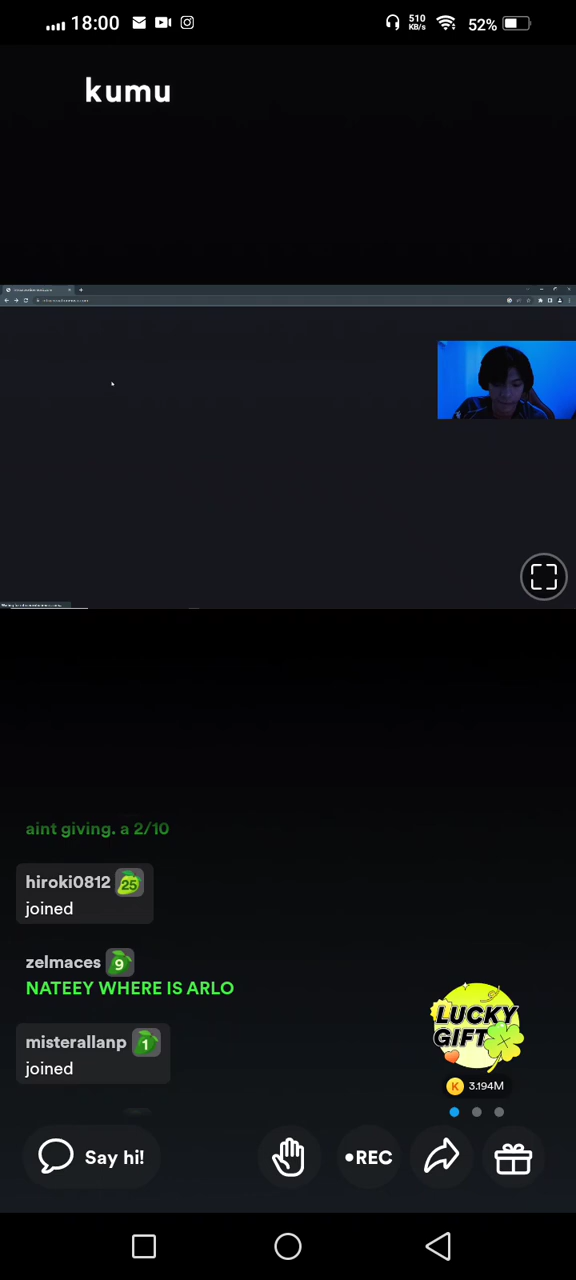 18:00
510
KB/s
52%
kumu
aint giving. a 2/10
hiroki0812 25
joined
zelmaces 9
NATEEY WHERE IS ARLO
misterallanp 1
joined
LUCKY
GIFT
K 3.194M
Say hi!
•REC